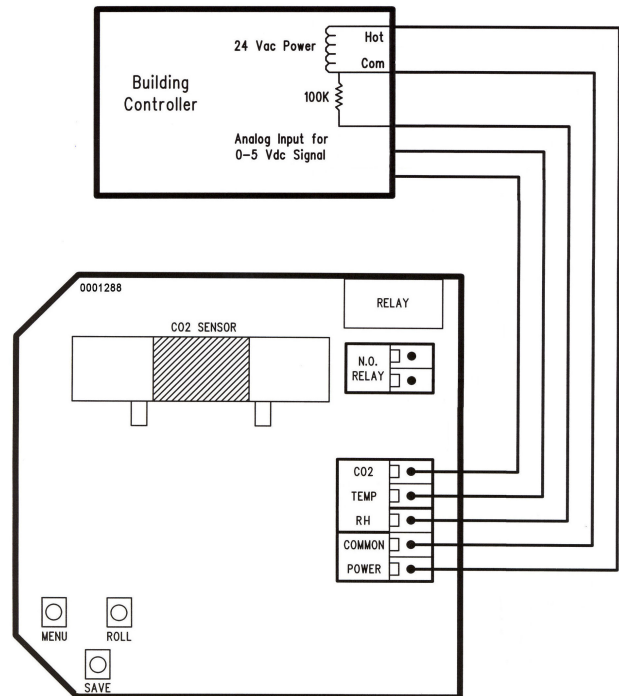 24 Vac Power
Hot
Com
Building
Controller
100K
Analog Input for
0-5 Vdc Signal
0001288
RELAY
CO2 SENSOR
N.O.
RELAY
CO2
TEMP
RH
COMMON
POWER
MENU
ROLL
SAVE